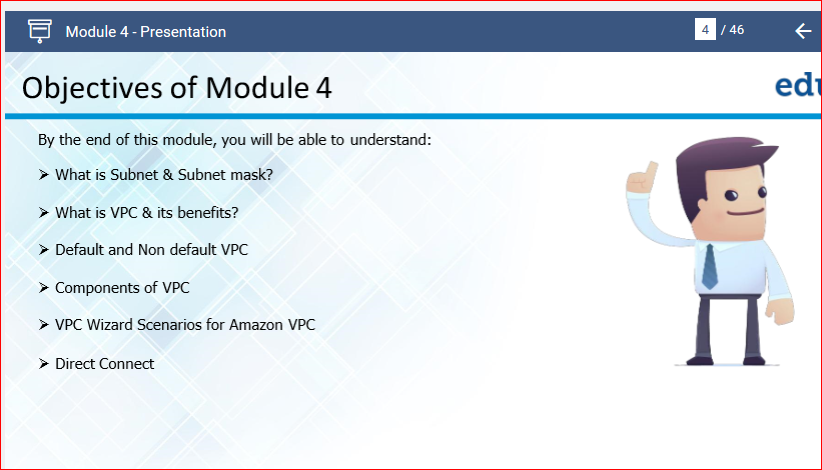 Module 4 - Presentation
4 / 46
Objectives of Module 4
edu
By the end of this module, you will be able to understand:
➢ What is Subnet & Subnet mask?
➢ What is VPC & its benefits?
➢ Default and Non default VPC
➢ Components of VPC
➢ VPC Wizard Scenarios for Amazon VPC
➢ Direct Connect